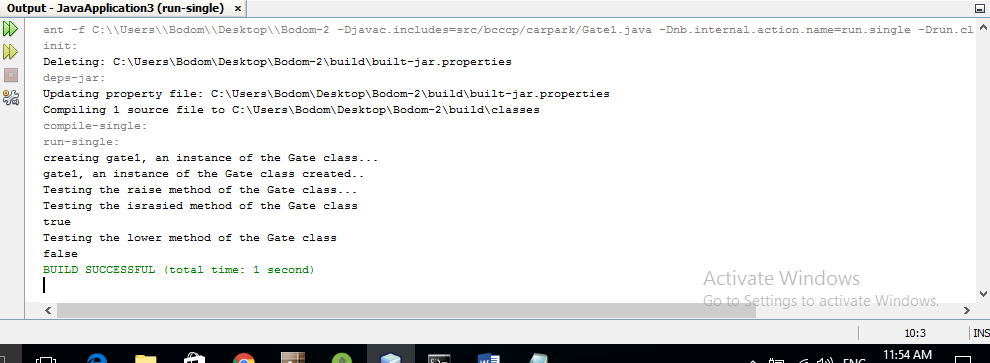 Output - JavaApplication3 (run-single) ×
ant -f C:\\Users\\Bodom\\Desktop\\Bodom-2 -Djavac.includes=src/bcccp/carpark/Gate1.java -Dnb.internal.action.name=run.single -Drun.cl
init:
Deleting: C:\Users\Bodom\Desktop\Bodom-2\build\built-jar.properties
deps-jar:
Updating property file: C:\Users\Bodom\Desktop\Bodom-2\build\built-jar.properties
Compiling 1 source file to C:\Users\Bodom\Desktop\Bodom-2\build\classes
compile-single:
run-single:
creating gate1, an instance of the Gate class...
gate1, an instance of the Gate class created..
Testing the raise method of the Gate class...
Testing the israsied method of the Gate class
true
Testing the lower method of the Gate class
false
BUILD SUCCESSFUL (total time: 1 second)
Activate Windows
Go to Settings to activate Windows.
10:3 INS
11:54 AM
ENG